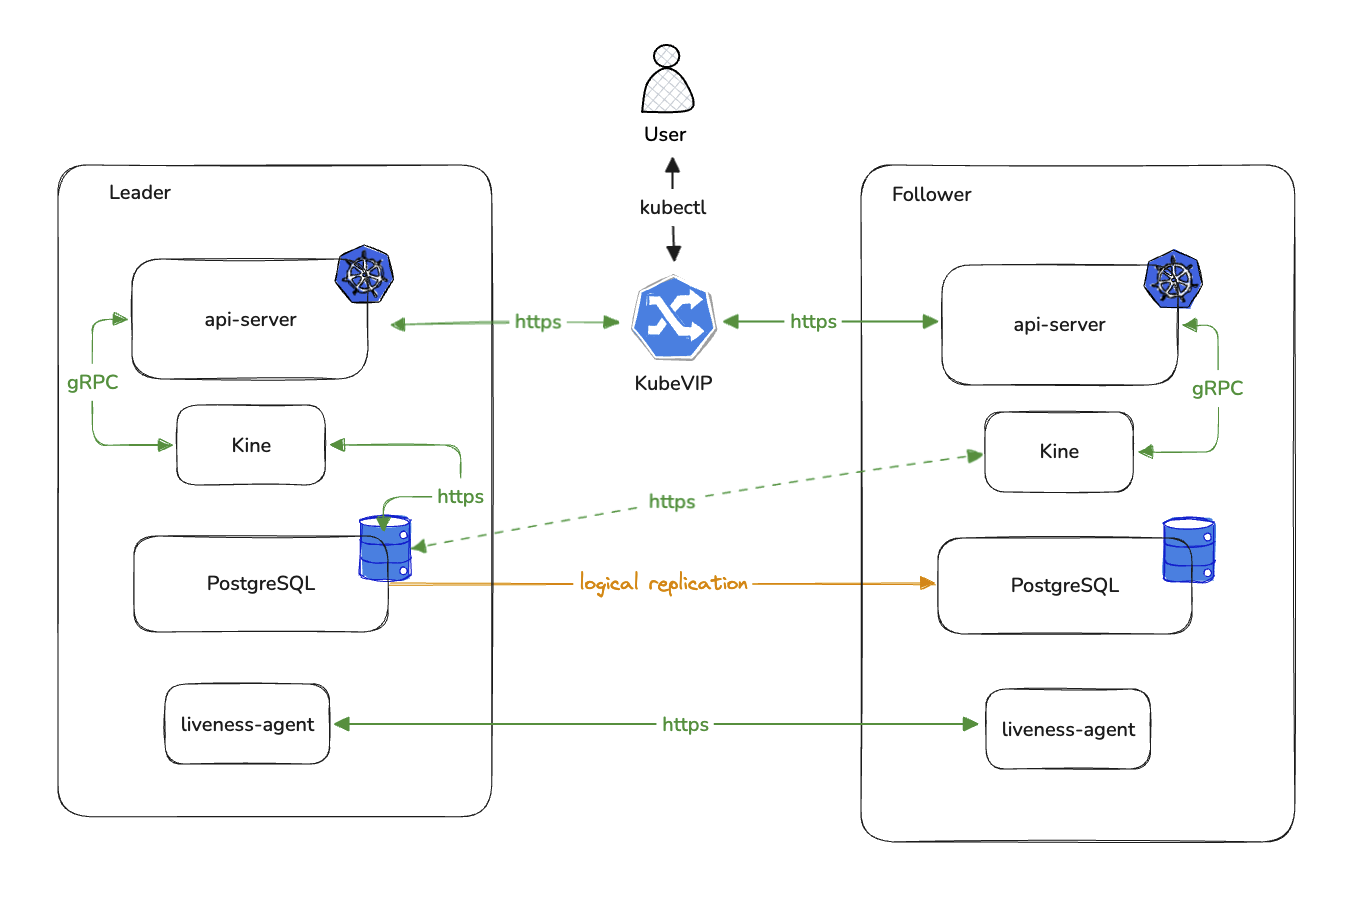 User
kubectl
KubeVIP
Leader
api-server
gRPC
Kine
https
PostgreSQL
liveness-agent
https
https
https
logical replication
https
Follower
api-server
gRPC
Kine
PostgreSQL
liveness-agent